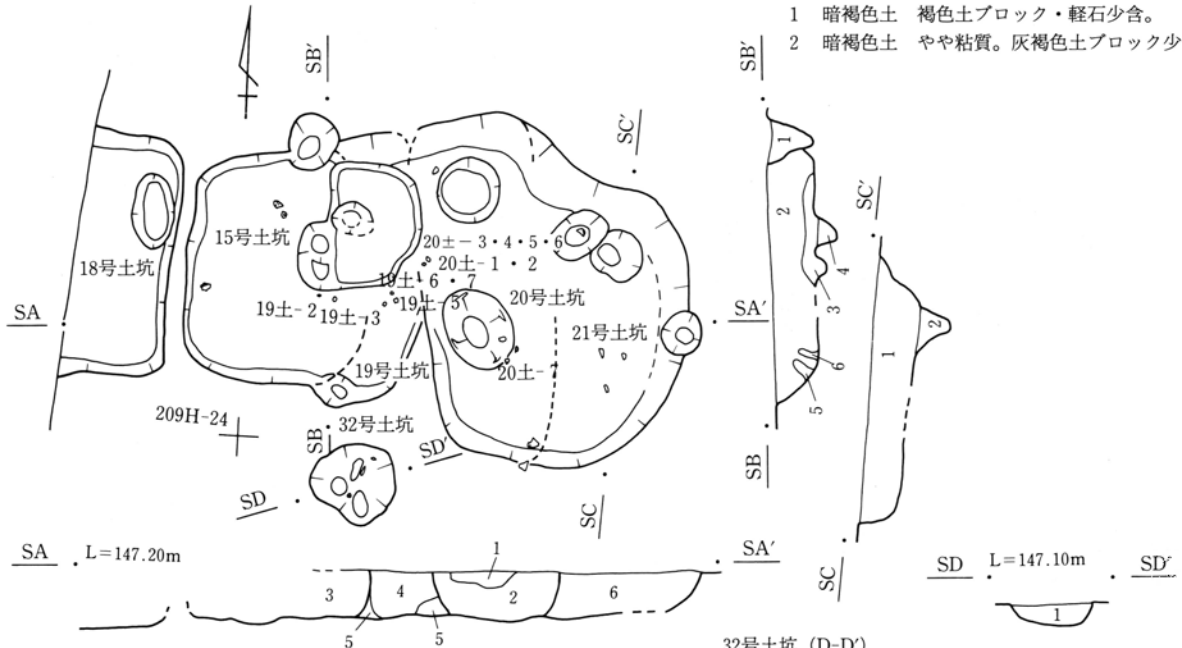 1 暗褐色土 褐色土ブロック・軽石少含。
2 暗褐色土 やや粘質。灰褐色土ブロック少
SB′
SB′
SC′
SC′
15号土坑
18号土坑
20土-3・4・5・6
20土-1・2
19土-6・7
19土-2
19土-3
19土-5
20号土坑
21号土坑
SA
SA′
19号土坑
20土-7
209H-24
32号土坑
SB
SD′
SD
SC
1
2
4
3
6
5
SB
1
2
SC
SA L=147.20m SA′
1
3 4 2 6
5 5
SD L=147.10m SD′
1
32号土坑 (D-D′)